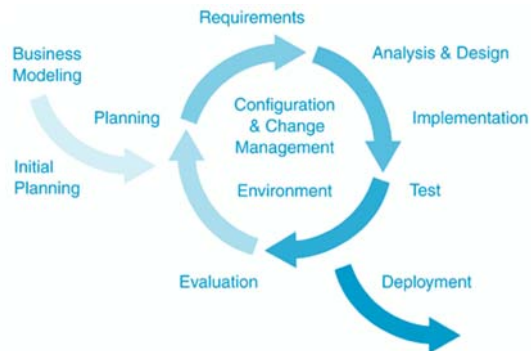 Requirements
Business
Modeling
Analysis & Design
Planning
Configuration
& Change
Management
Implementation
Initial
Planning
Environment
Test
Evaluation
Deployment